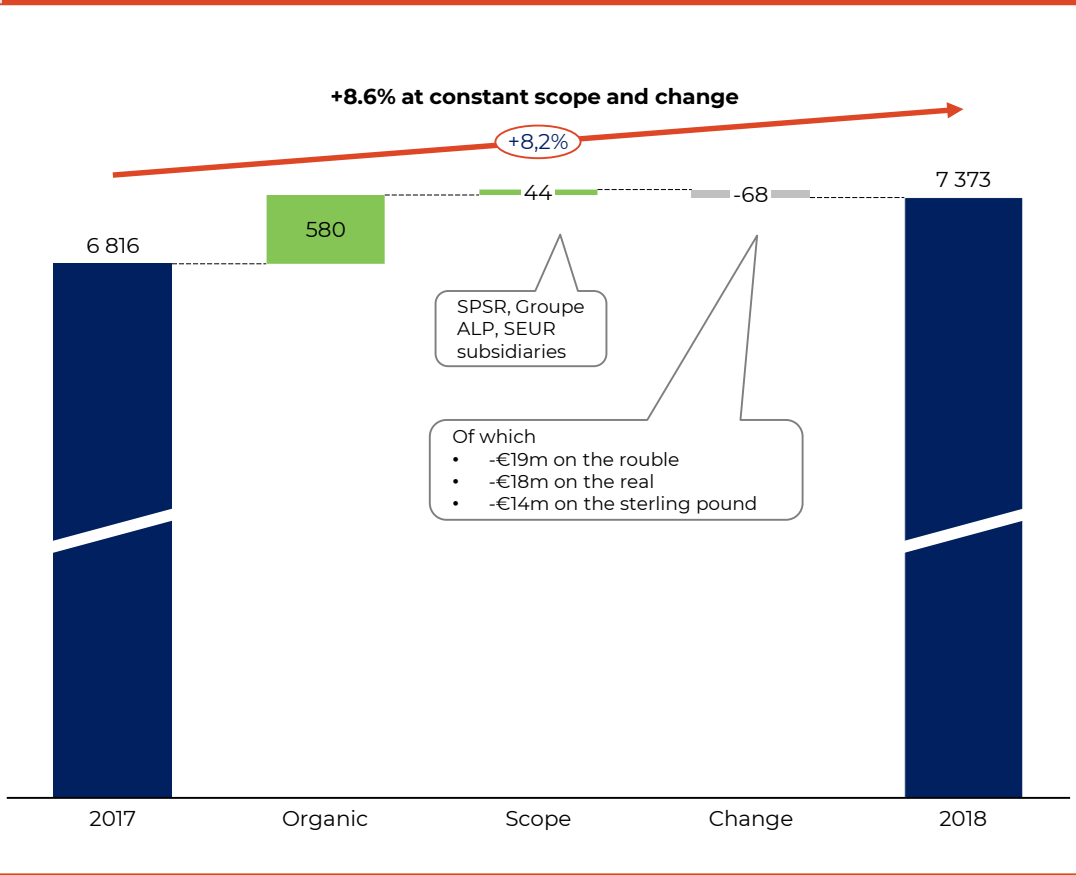 +8.6% at constant scope and change
+8,2%
7 373
44
-68
580
6 816
SPSR, Groupe
ALP, SEUR
subsidiaries
Of which
• -€19m on the rouble
• -€18m on the real
• -€14m on the sterling pound
2017 Organic Scope Change 2018